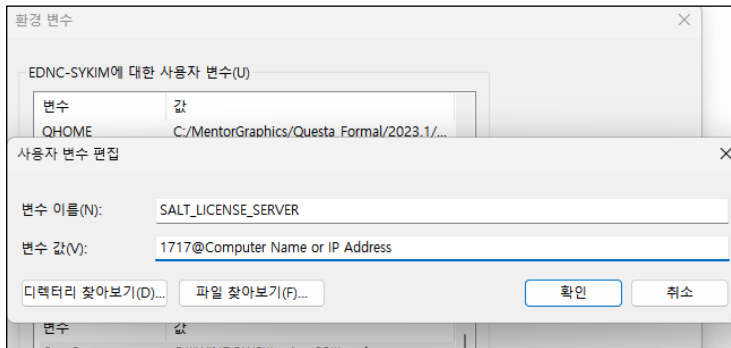 환경 변수
EDNC-SYKIM에 대한 사용자 변수(U)
변수 값
QHOME C:/MentorGraphics/Questa_Formal/2023.1/...
사용자 변수 편집
변수 이름(N): SALT_LICENSE_SERVER
변수 값(V): 1717@Computer Name or IP Address
디렉터리 찾아보기(D)... 파일 찾아보기(F)... 확인 취소
변수 값